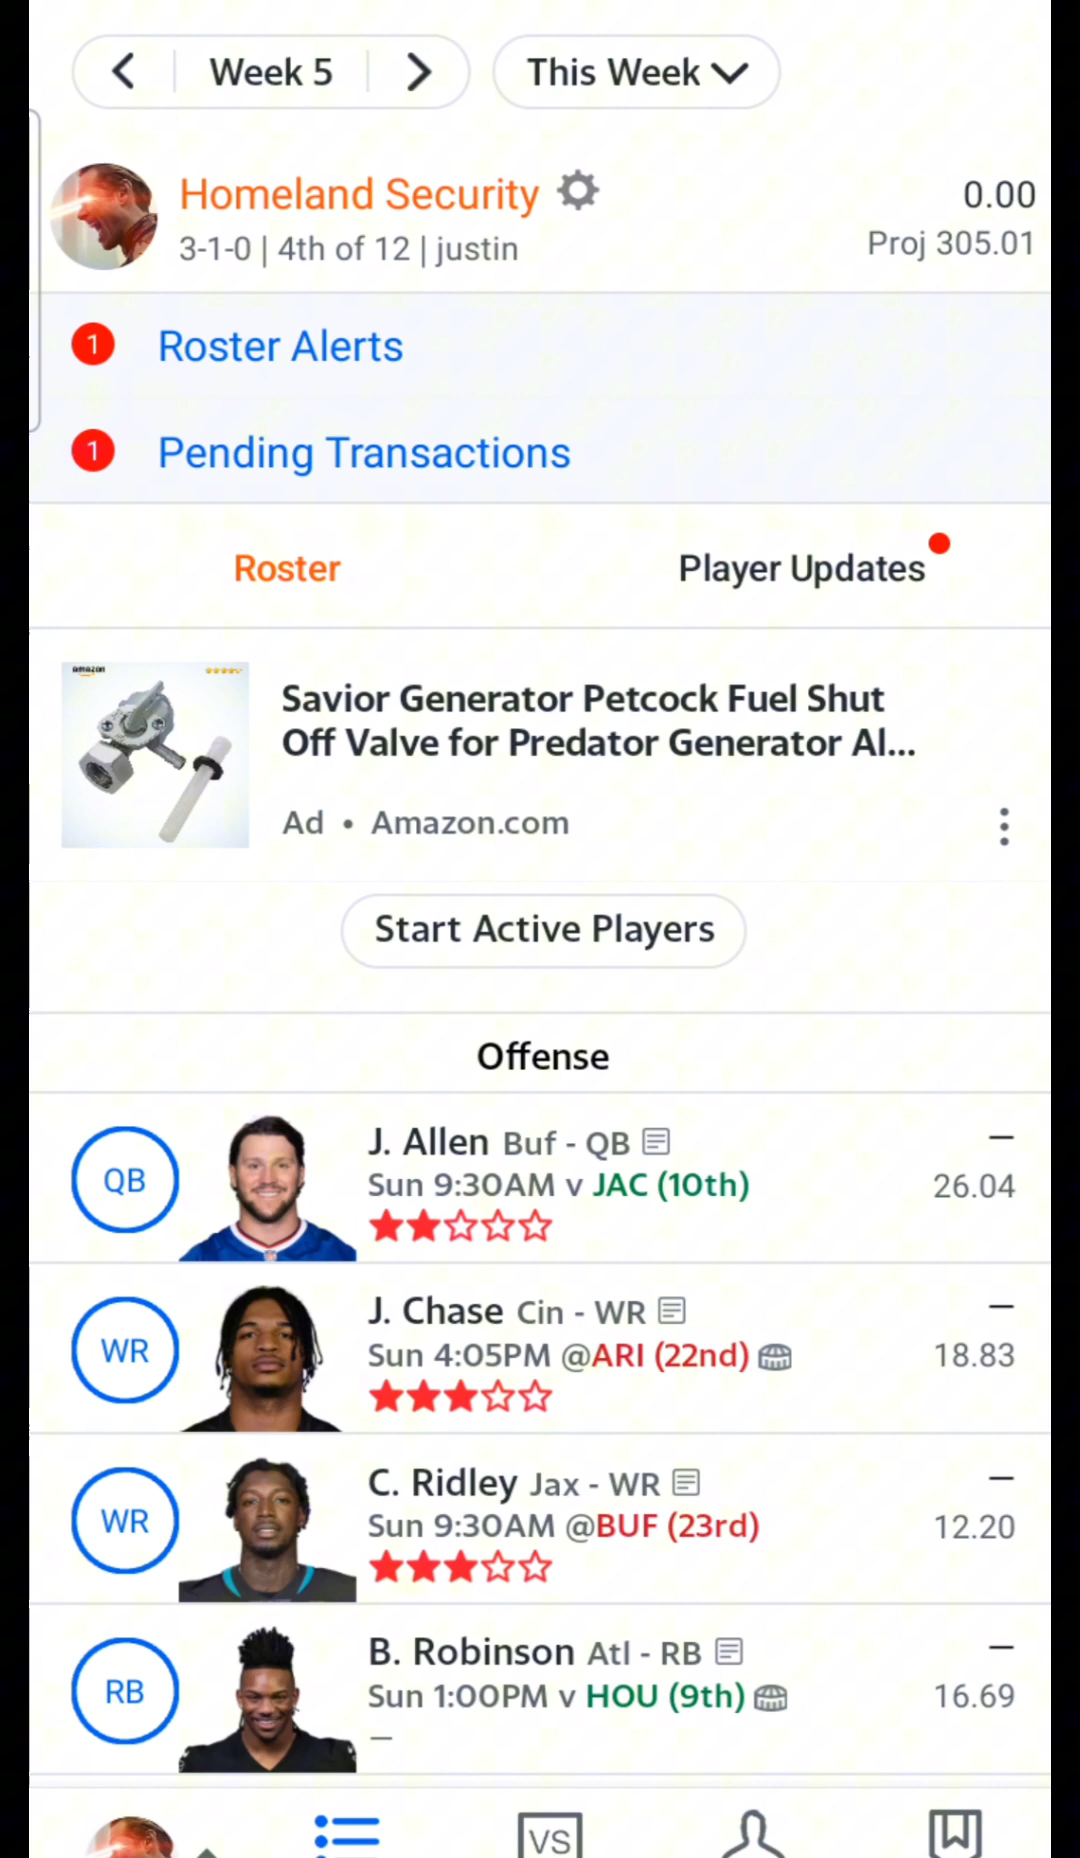 Week 5
This Week
Homeland Security
0.00
3-1-0 | 4th of 12 | justin
Proj 305.01
1
Roster Alerts
1
Pending Transactions
Roster
Player Updates
amazon
Savior Generator Petcock Fuel Shut
Off Valve for Predator Generator Al...
Ad • Amazon.com
Start Active Players
Offense
QB
J. Allen Buf - QB
–
Sun 9:30AM v JAC (10th)
26.04
WR
J. Chase Cin - WR
–
Sun 4:05PM @ARI (22nd)
18.83
WR
C. Ridley Jax - WR
–
Sun 9:30AM @BUF (23rd)
12.20
RB
B. Robinson Atl - RB
–
Sun 1:00PM v HOU (9th)
16.69
–
VS